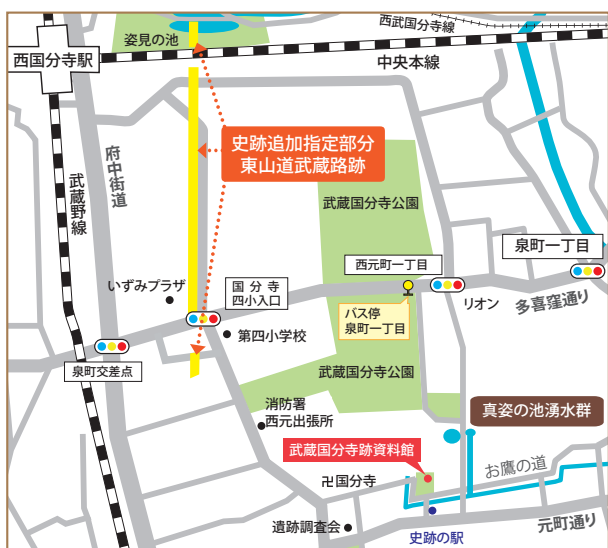 姿見の池
西武国分寺線
西国分寺駅
中央本線
史跡追加指定部分
東山道武蔵路跡
府中街道
武蔵野線
武蔵国分寺公園
泉町一丁目
西元町一丁目
いずみプラザ
国分寺
四小入口
リオン
多喜窪通り
バス停
泉町一丁目
第四小学校
泉町交差点
武蔵国分寺公園
消防署
西元出張所
真姿の池湧水群
武蔵国分寺跡資料館
お鷹の道
卍国分寺
遺跡調査会
史跡の駅
元町通り